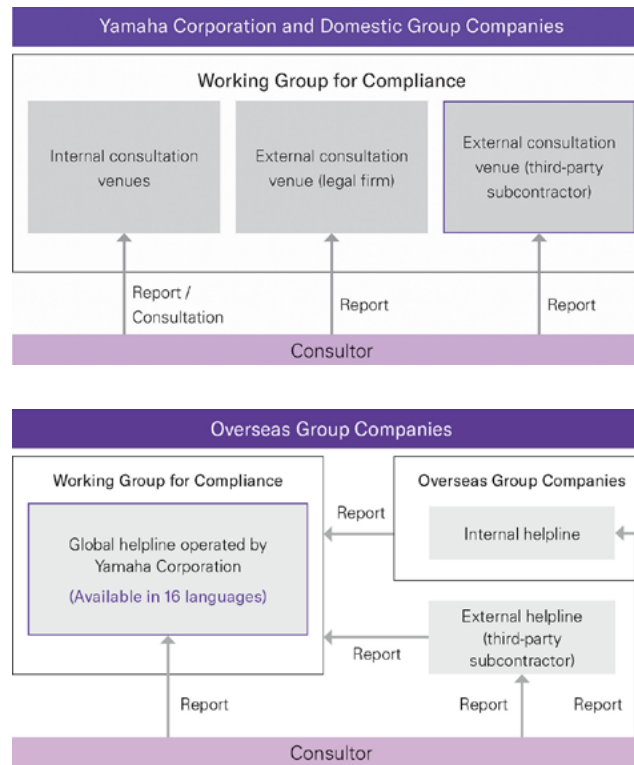 Yamaha Corporation and Domestic Group Companies
Working Group for Compliance
Internal consultation
venues
External consultation
venue (legal firm)
External consultation
venue (third-party
subcontractor)
Report /
Consultation
Report
Report
Consultor
Overseas Group Companies
Working Group for Compliance
Global helpline operated by
Yamaha Corporation
(Available in 16 languages)
Report
Overseas Group Companies
Internal helpline
External helpline
(third-party
subcontractor)
Report
Report
Report
Report
Consultor